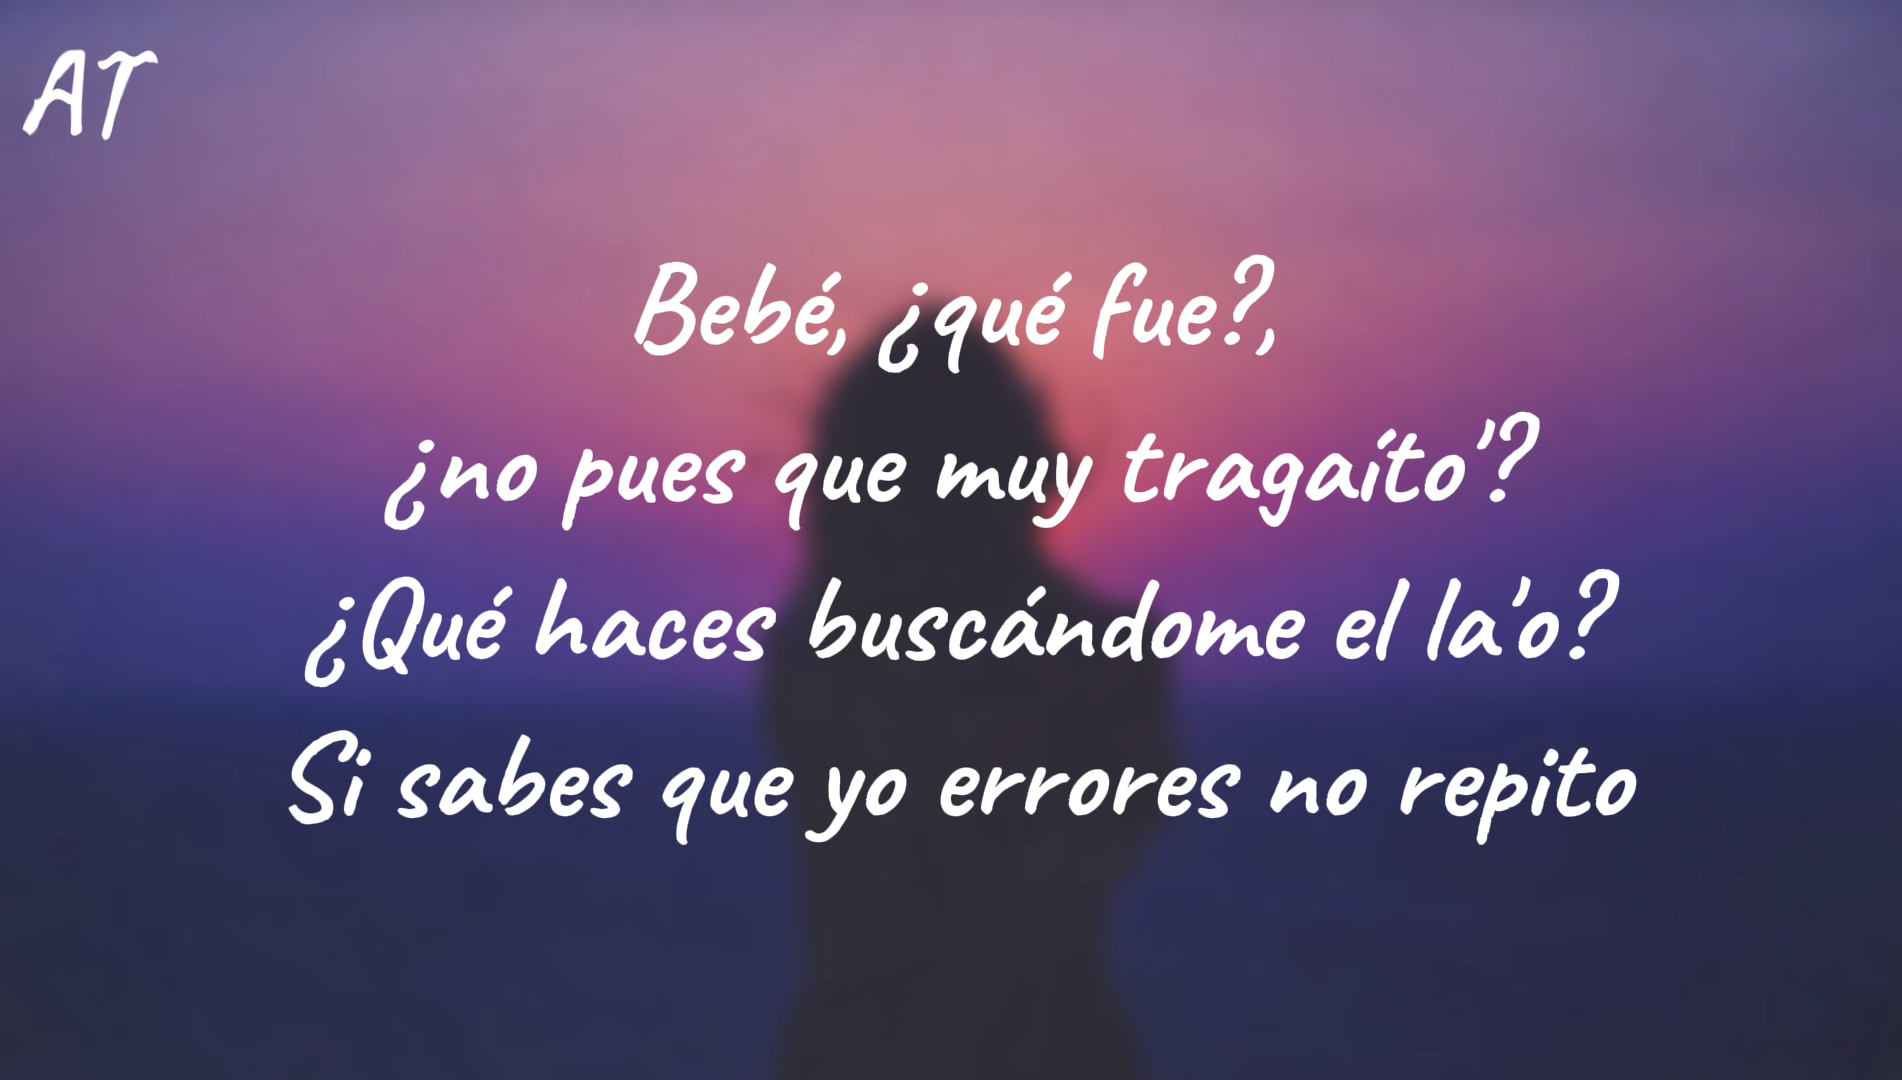 AT
Bebé, ¿qué fue?,
¿no pues que muy tragaíto'?
¿Qué haces buscándome el la'o?
Si sabes que yo errores no repito